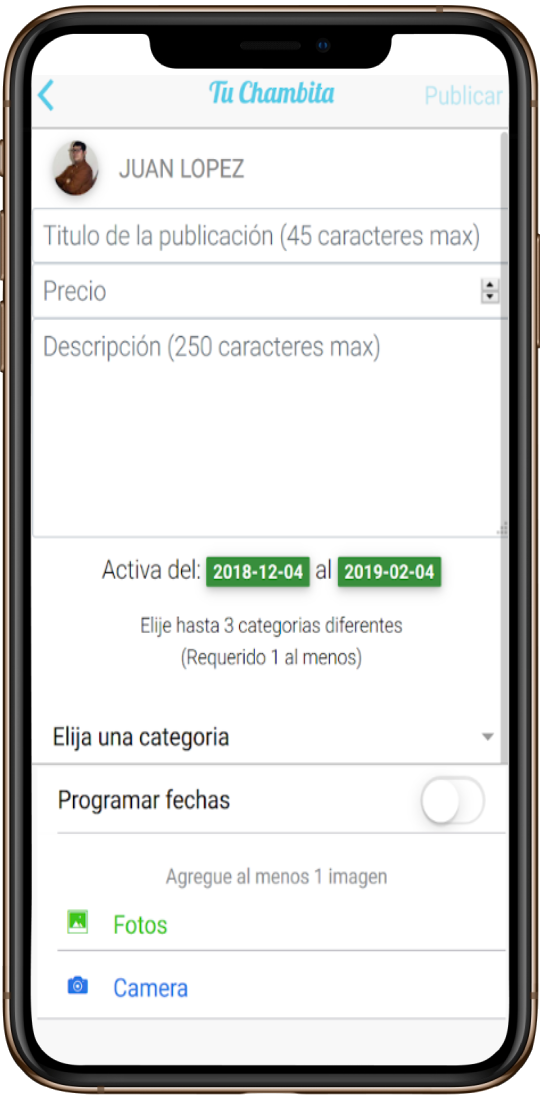 Tu Chambita Publicar
JUAN LOPEZ
Titulo de la publicación (45 caracteres max)
Precio
Descripción (250 caracteres max)
Activa del: 2018-12-04 al 2019-02-04
Elije hasta 3 categorias diferentes
(Requerido 1 al menos)
Elija una categoria
Programar fechas
Agregue al menos 1 imagen
Fotos
Camera